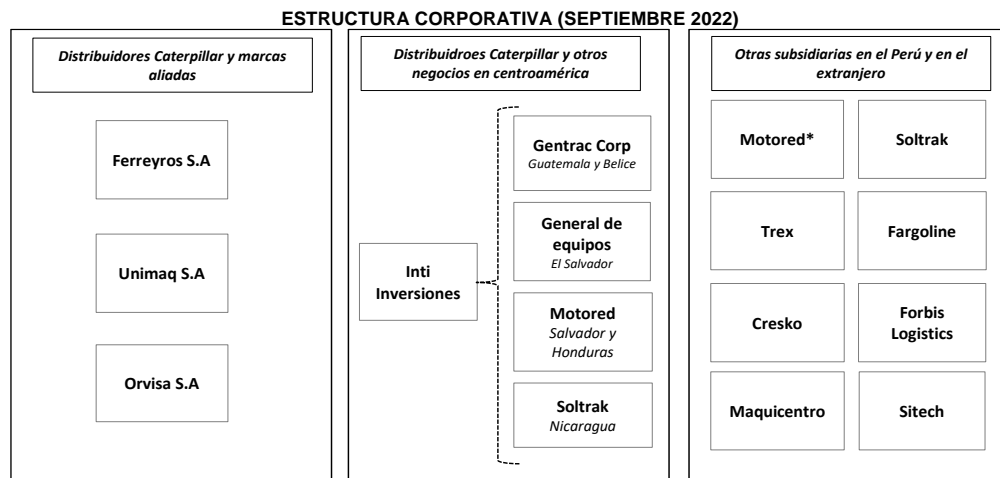 ESTRUCTURA CORPORATIVA (SEPTIEMBRE 2022)
Distribuidores Caterpillar y marcas
aliadas
Ferreyros S.A
Unimaq S.A
Orvisa S.A
Distribuidroes Caterpillar y otros
negocios en centroamérica
Inti
Inversiones
Gentrac Corp
Guatemala y Belice
General de
equipos
El Salvador
Motored
Salvador y
Honduras
Soltrak
Nicaragua
Otras subsidiarias en el Perú y en el
extranjero
Motored*
Soltrak
Trex
Fargoline
Cresko
Forbis
Logistics
Maquicentro
Sitech